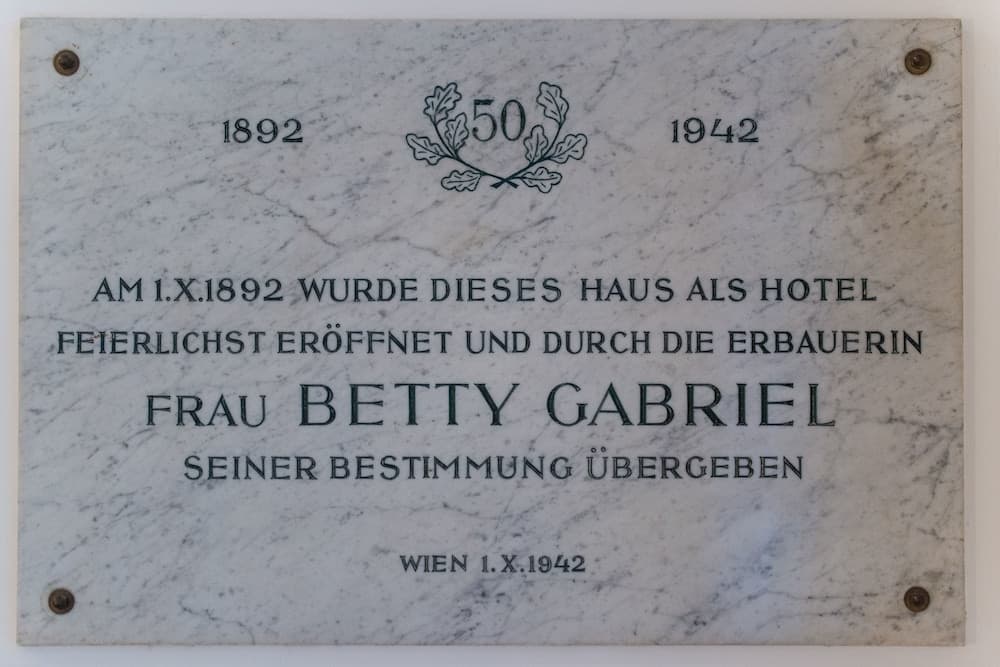 1892 50 1942
AM 1.X.1892 WURDE DIESES HAUS ALS HOTEL
FEIERLICHST ERÖFFNET UND DURCH DIE ERBAUERIN
FRAU BETTY GABRIEL
SEINER BESTIMMUNG ÜBERGEBEN
WIEN 1.X.1942